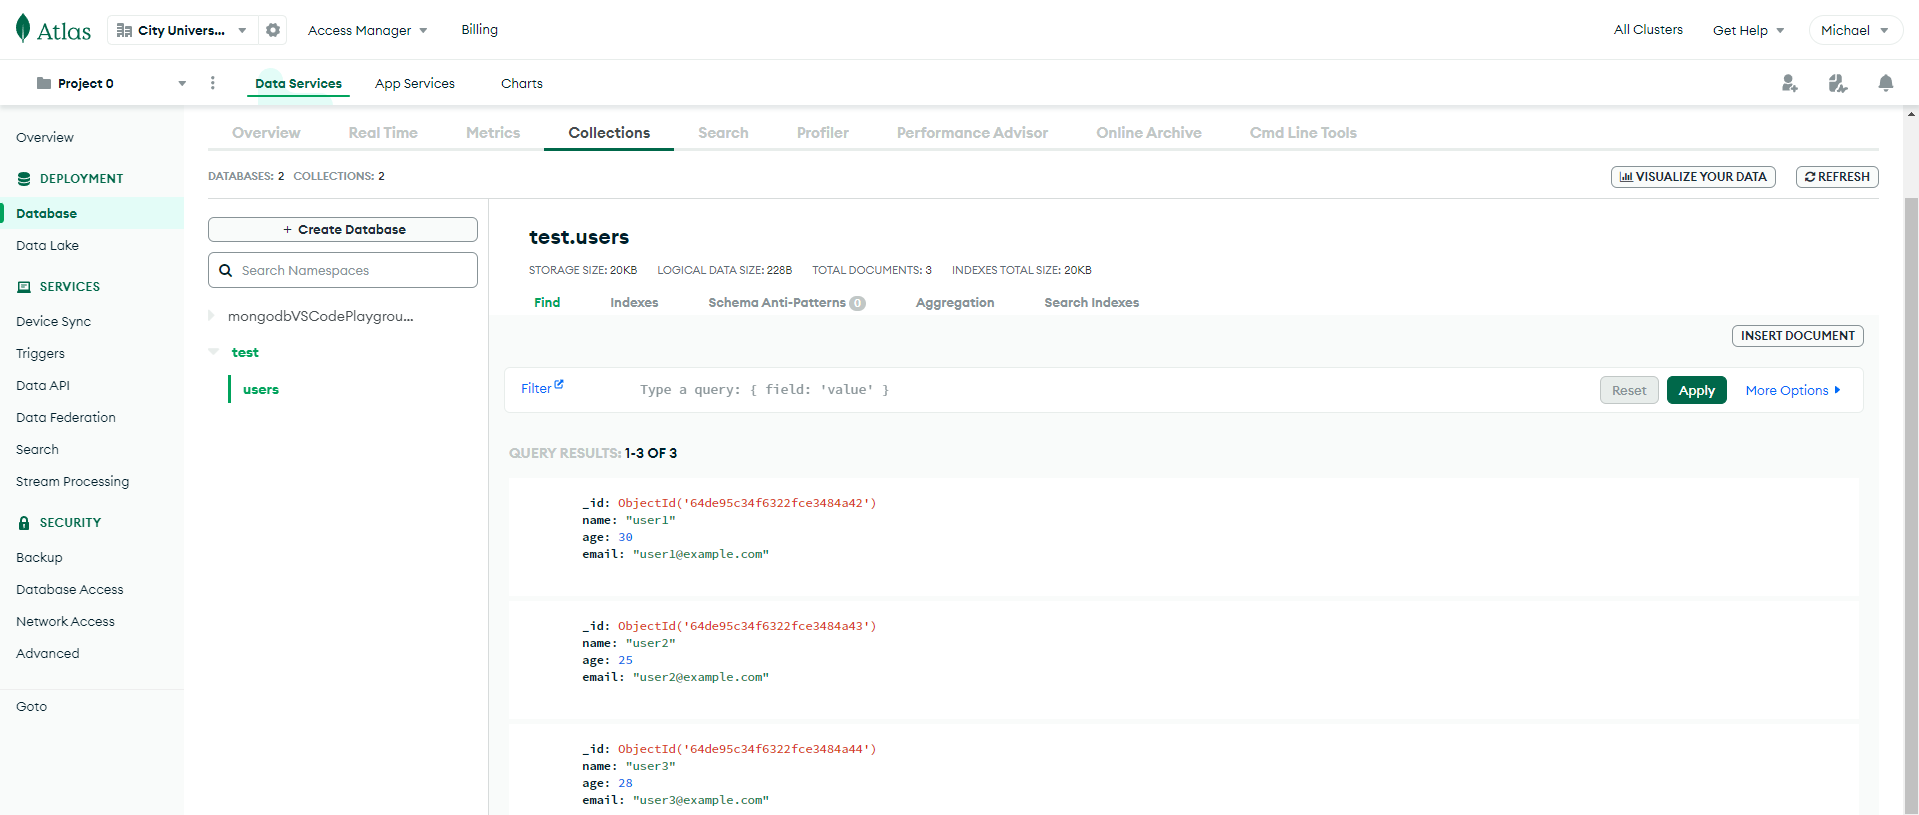 Atlas
City Univers...
Access Manager
Billing
All Clusters
Get Help
Michael
Project 0
Data Services
App Services
Charts
Overview
DEPLOYMENT
Database
Data Lake
SERVICES
Device Sync
Triggers
Data API
Data Federation
Search
Stream Processing
SECURITY
Backup
Database Access
Network Access
Advanced
Goto
Overview
Real Time
Metrics
Collections
Search
Profiler
Performance Advisor
Online Archive
Cmd Line Tools
DATABASES: 2 COLLECTIONS: 2
VISUALIZE YOUR DATA
REFRESH
+ Create Database
Search Namespaces
mongodbVSCodePlaygrou...
test
users
test.users
STORAGE SIZE: 20KB LOGICAL DATA SIZE: 228B TOTAL DOCUMENTS: 3 INDEXES TOTAL SIZE: 20KB
Find
Indexes
Schema Anti-Patterns 0
Aggregation
Search Indexes
INSERT DOCUMENT
Filter
Type a query: { field: 'value' }
Reset
Apply
More Options
QUERY RESULTS: 1-3 OF 3
_id: ObjectId('64de95c34f6322fce3484a42')
name: "user1"
age: 30
email: "user1@example.com"
_id: ObjectId('64de95c34f6322fce3484a43')
name: "user2"
age: 25
email: "user2@example.com"
_id: ObjectId('64de95c34f6322fce3484a44')
name: "user3"
age: 28
email: "user3@example.com"